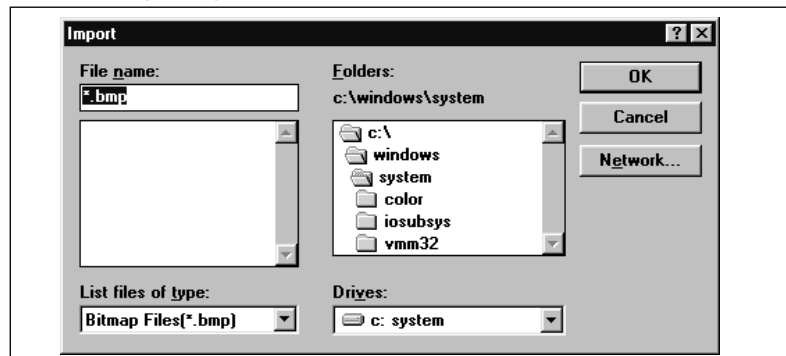 Import
File name:
*.bmp
Folders:
c:\windows\system
c:\
windows
system
color
iosubsys
vmm32
OK
Cancel
Network...
List files of type:
Bitmap Files(*.bmp)
Drives:
c: system